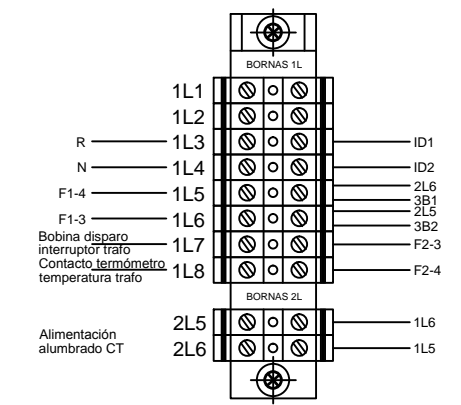 BORNAS 1L
1L1
1L2
R 1L3 ID1
N 1L4 ID2
F1-4 1L5 2L6
3B1
F1-3 1L6 2L5
3B2
Bobina disparo
interruptor trafo 1L7 F2-3
Contacto termómetro
temperatura trafo 1L8 F2-4
BORNAS 2L
2L5 1L6
Alimentación
alumbrado CT 2L6 1L5